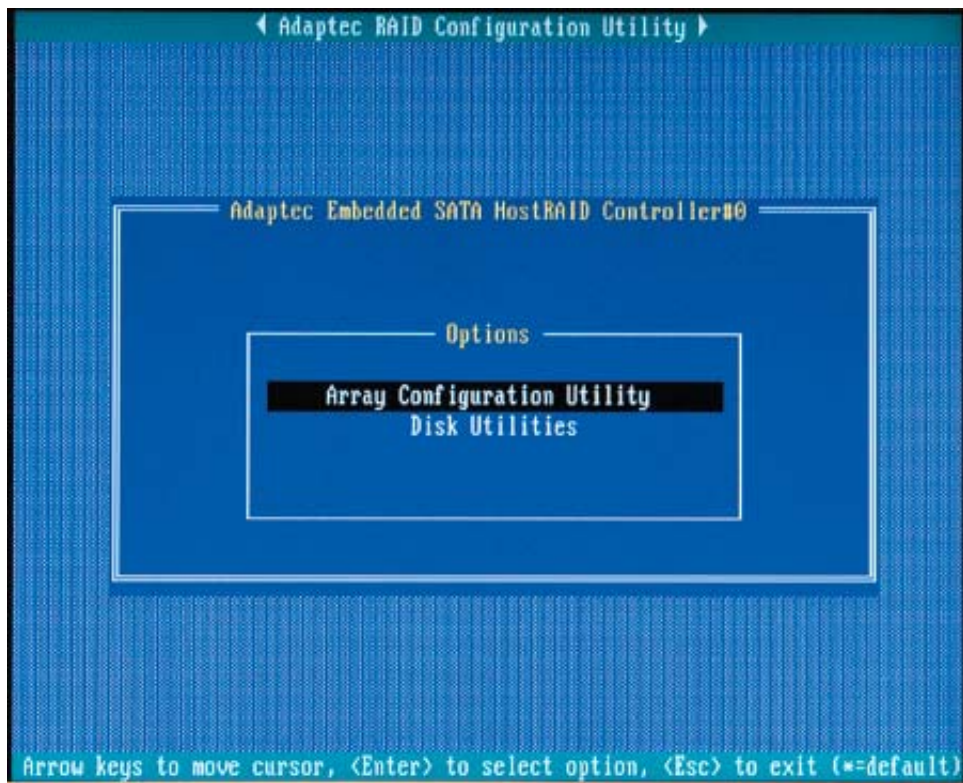 Adaptec RAID Configuration Utility
Adaptec Embedded SATA HostRAID Controller#0
Options
Array Configuration Utility
Disk Utilities
Arrow keys to move cursor, <Enter> to select option, <Esc> to exit (*=default)